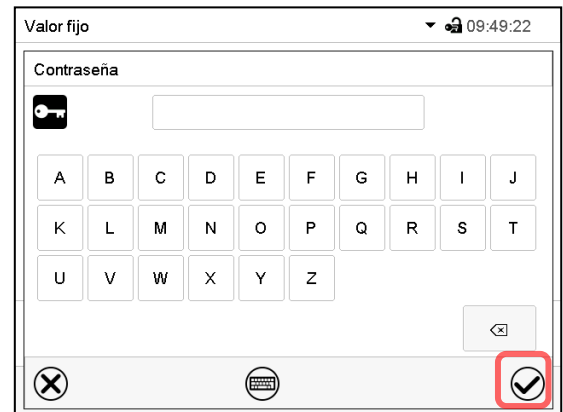 Valor fijo 09:49:22
Contraseña
A B C D E F G H I J
K L M N O P Q R S T
U V W X Y Z